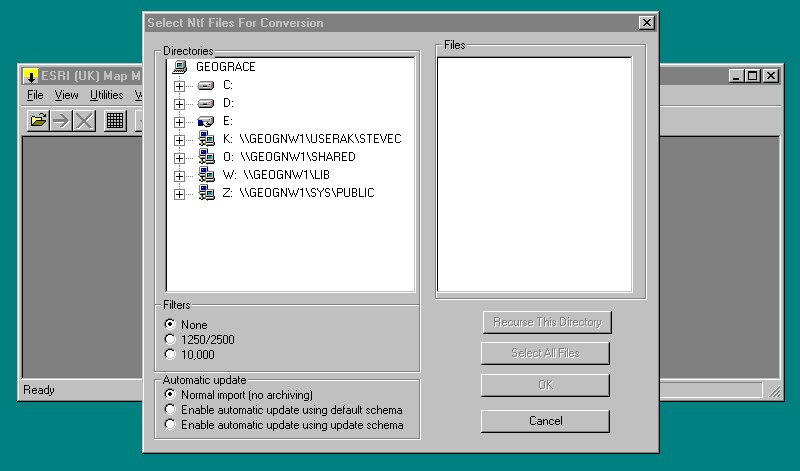 Select Ntf Files For Conversion
ESRI (UK) Map M
File View Utilities W
Directories
GEOGRACE
C:
D:
E:
K: \\GEOGNW1\USERAK\STEVEC
O: \\GEOGNW1\SHARED
W: \\GEOGNW1\LIB
Z: \\GEOGNW1\SYS\PUBLIC
Files
Filters
None
1250/2500
10,000
Automatic update
Normal import (no archiving)
Enable automatic update using default schema
Enable automatic update using update schema
Recurse This Directory
Select All Files
OK
Cancel
Ready